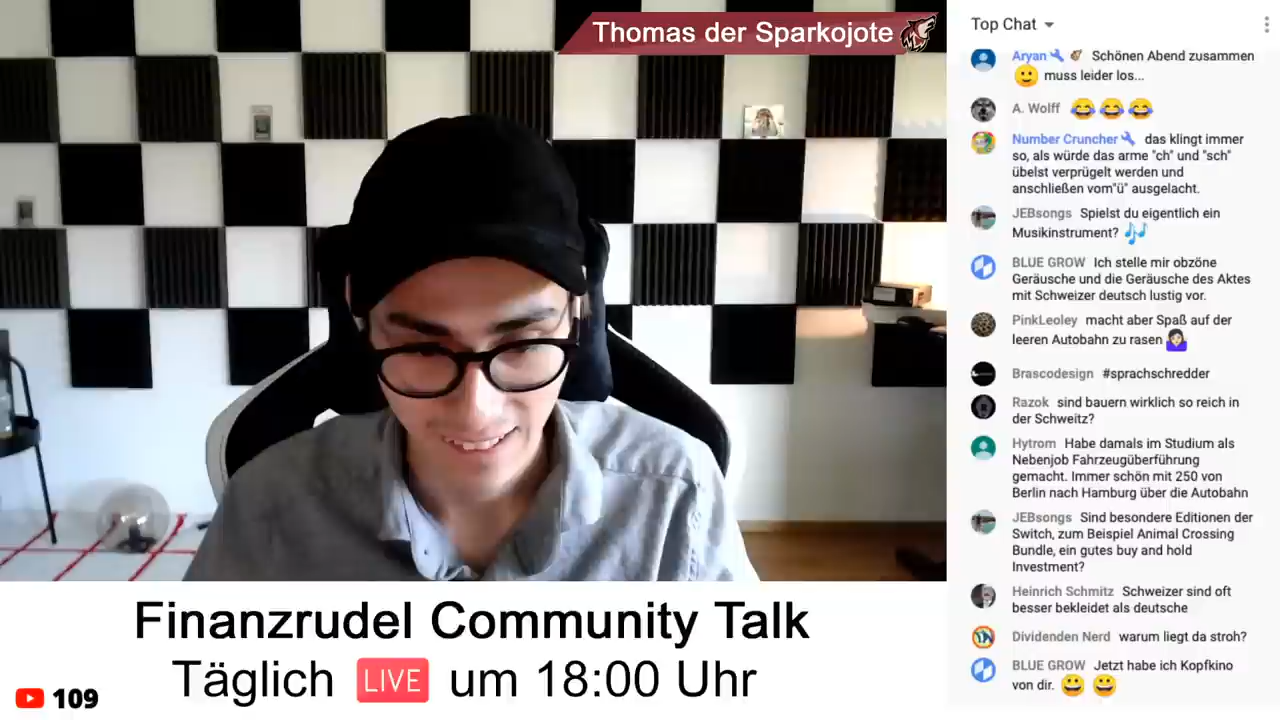 Thomas der Sparkojote
Finanzrudel Community Talk
Täglich LIVE um 18:00 Uhr
109
Top Chat
Aryan Schönen Abend zusammen
muss leider los...
A. Wolff
Number Cruncher das klingt immer
so, als würde das arme "ch" und "sch"
übelst verprügelt werden und
anschließen vom"ü" ausgelacht.
JEBsongs Spielst du eigentlich ein
Musikinstrument?
BLUE GROW Ich stelle mir obzöne
Geräusche und die Geräusche des Aktes
mit Schweizer deutsch lustig vor.
PinkLeoley macht aber Spaß auf der
leeren Autobahn zu rasen
Brascodesign #sprachschredder
Razok sind bauern wirklich so reich in
der Schweitz?
Hytrom Habe damals im Studium als
Nebenjob Fahrzeugüberführung
gemacht. Immer schön mit 250 von
Berlin nach Hamburg über die Autobahn
JEBsongs Sind besondere Editionen der
Switch, zum Beispiel Animal Crossing
Bundle, ein gutes buy and hold
Investment?
Heinrich Schmitz Schweizer sind oft
besser bekleidet als deutsche
Dividenden Nerd warum liegt da stroh?
BLUE GROW Jetzt habe ich Kopfkino
von dir.